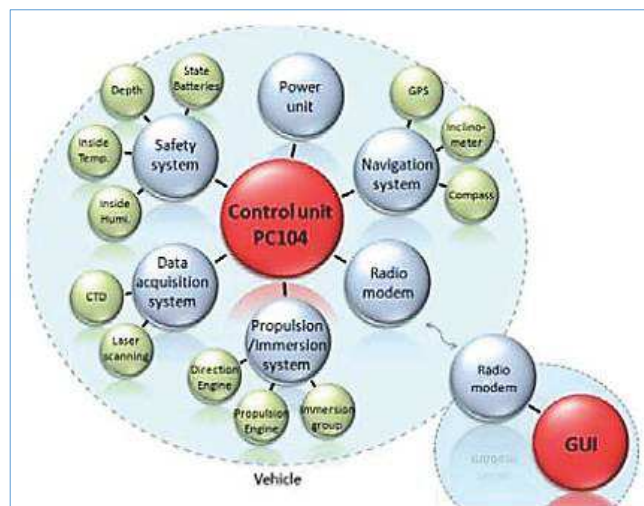 State
Batteries
Depth
Power
unit
GPS
Inside
Temp.
Safety
system
Inclino-
meter
Navigation
system
Inside
Humi.
Control unit
PC104
Compass
Data
acquisition
system
Radio
modem
CTD
Laser
scanning
Propulsion
/Immersion
system
Direction
Engine
Propulsion
Engine
Immersion
group
Radio
modem
GUI
Vehicle